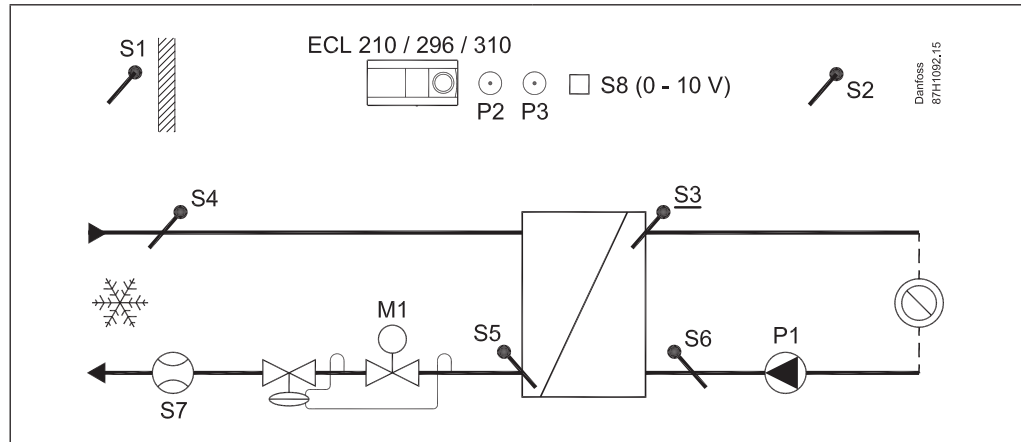 S1
ECL 210 / 296 / 310
P2
P3
S8 (0 - 10 V)
S2
Danfoss
87H1092.15
S4
S3
M1
S5
S6
P1
S7